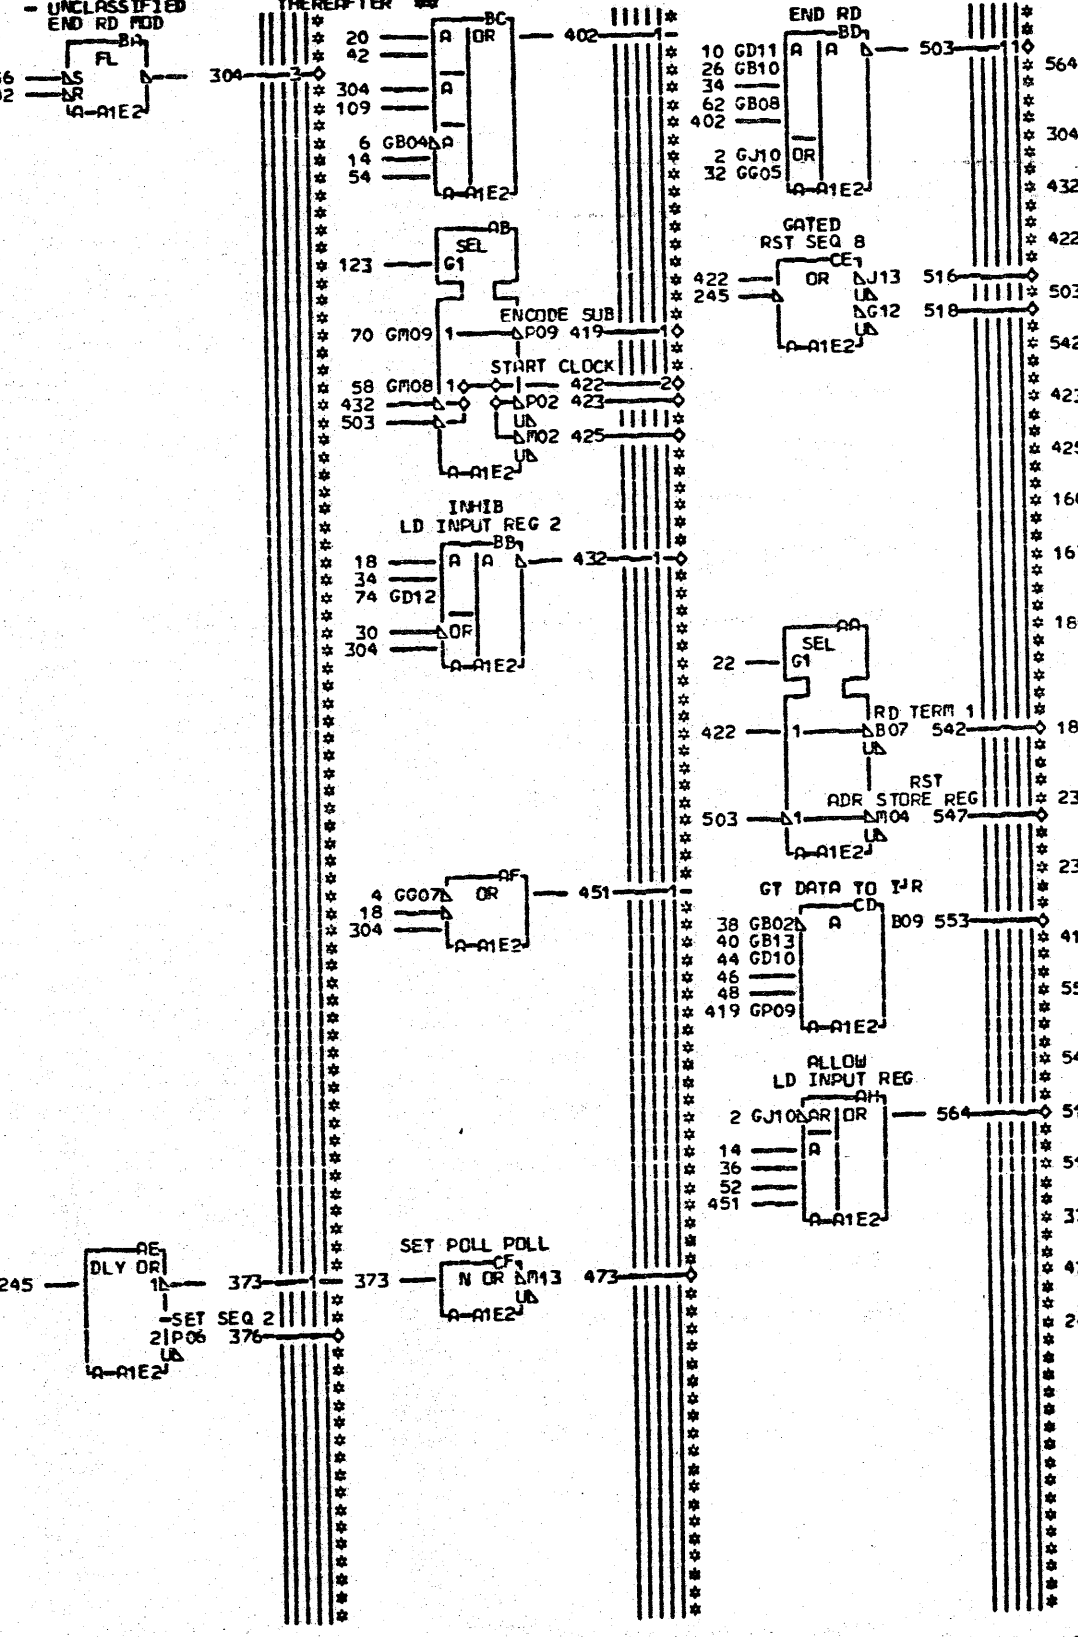 - UNCLASSIFIED
END RD MOD
BA
FL
S
R
304 3
A-A1E2
THEREAFTER **
BC
20 A OR 402 1
42
304 A
109
6 GB04 A
14
54
A-A1E2
AB
SEL
123 G1
ENCODE SUB
70 GM09 1 P09 419 1
START CLOCK
58 GM08 1 422 2
432 P02 423
503 U
M02 425
U
A-A1E2
INHIB
LD INPUT REG 2
BB
18 A A 432 1
34
74 GD12
30 OR
304
A-A1E2
AF
4 GG07 OR 451 1
18
304
A-A1E2
AE
DLY OR
245 1 373 1
SET SEQ 2
2 P06 376
U
A-A1E2
SET POLL POLL
CF
373 N OR M13 473
U
A-A1E2
END RD
BD
10 GD11 A A 503 11
26 GB10
34
62 GB08
402
2 GJ10 OR
32 GG05
A-A1E2
GATED
RST SEQ 8
CE
422 OR J13 516
245 U
G12 518
U
A-A1E2
AA
SEL
22 G1
RD TERM 1
422 1 B07 542
U
RST
ADR STORE REG
503 1 M04 547
U
A-A1E2
GT DATA TO I-R
CD
38 GB02 A B09 553
40 GB13
44 GD10
46
48
419 GP09
A-A1E2
ALLOW
LD INPUT REG
AH
2 GJ10 AR OR 564
14 A
36
52
451
A-A1E2
564
304
432
422
503
542
423
425